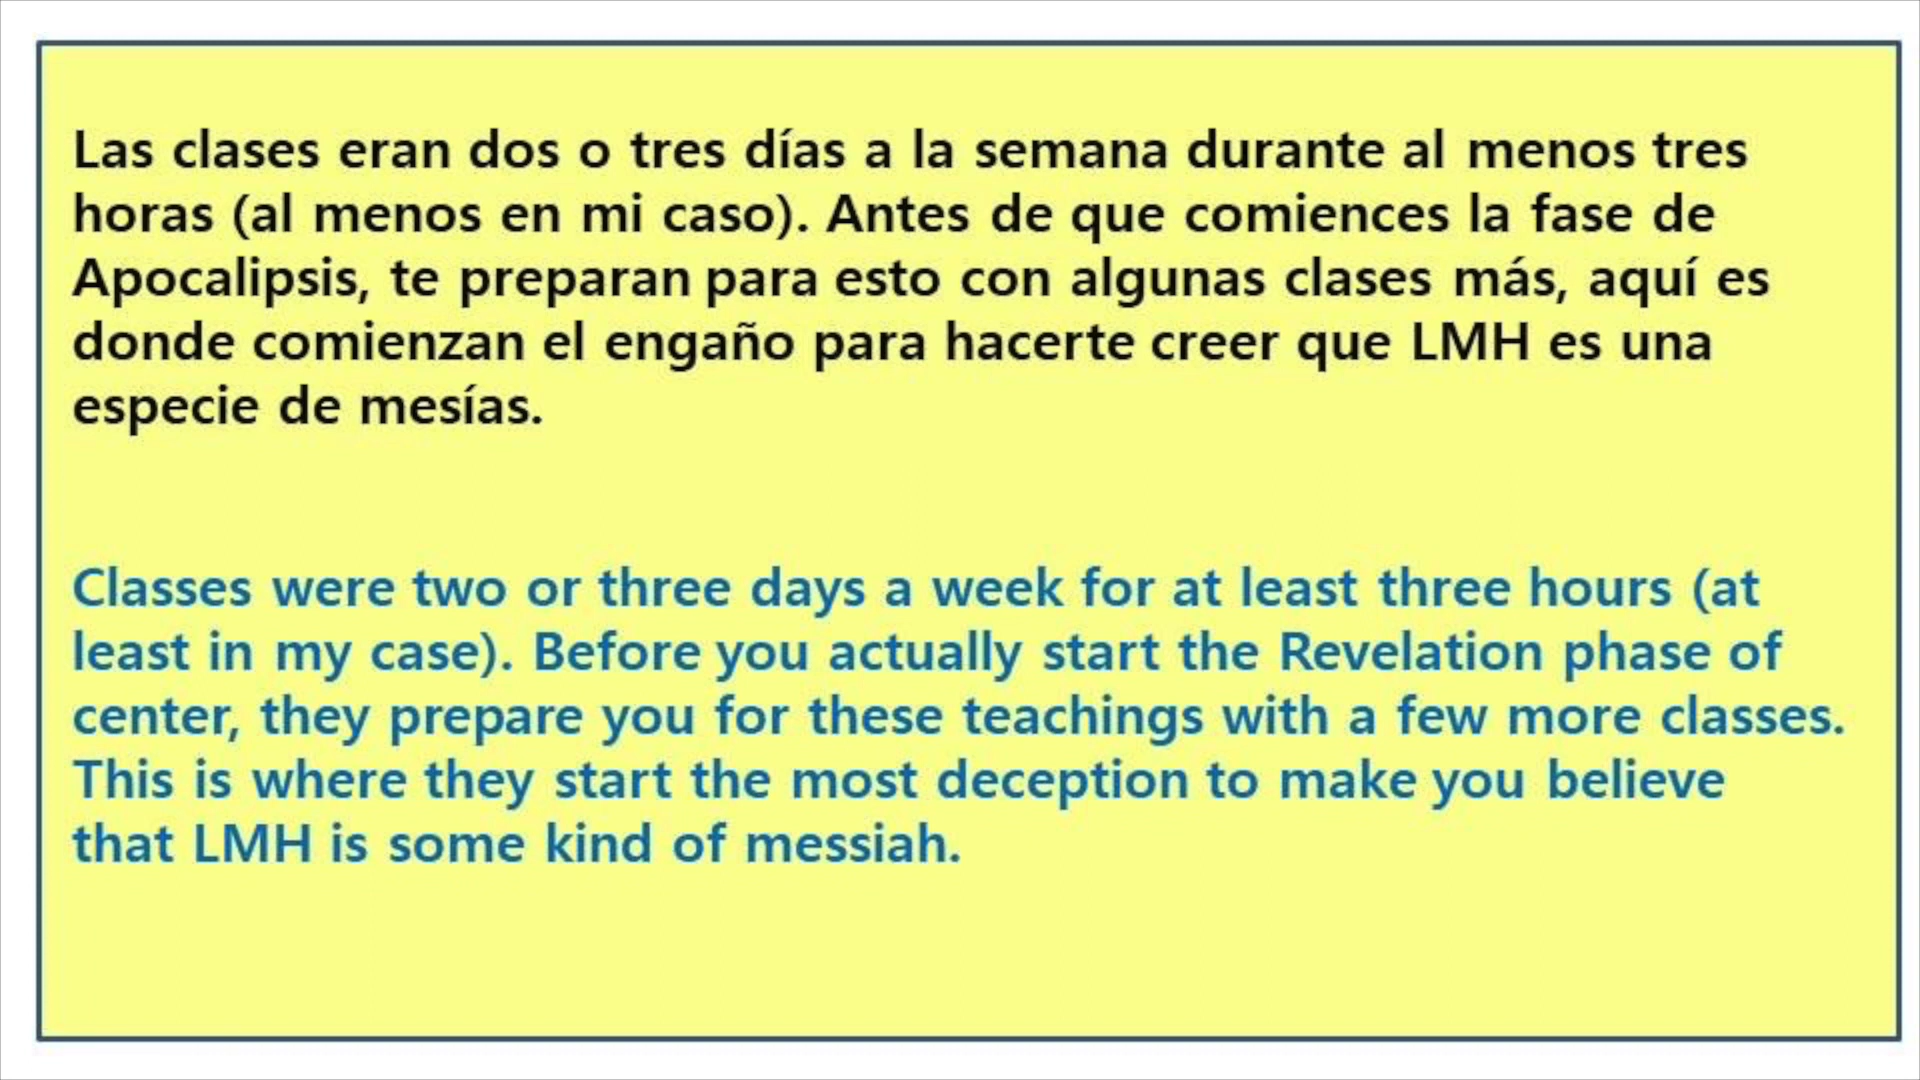 Las clases eran dos o tres días a la semana durante al menos tres
horas (al menos en mi caso). Antes de que comiences la fase de
Apocalipsis, te preparan para esto con algunas clases más, aquí es
donde comienzan el engaño para hacerte creer que LMH es una
especie de mesías.
Classes were two or three days a week for at least three hours (at
least in my case). Before you actually start the Revelation phase of
center, they prepare you for these teachings with a few more classes.
This is where they start the most deception to make you believe
that LMH is some kind of messiah.